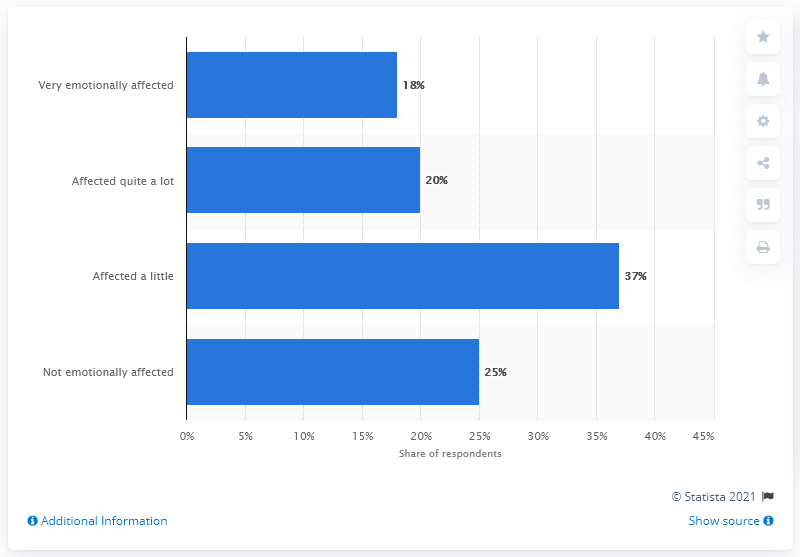 Very emotionally affected
18%
Affected quite a lot
20%
Affected a little
37%
Not emotionally affected
25%
0% 5% 10% 15% 20% 25% 30% 35% 40% 45%
Share of respondents
© Statista 2021
Additional Information
Show source